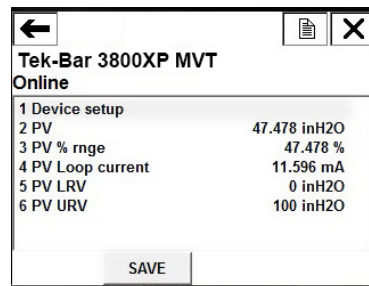 Tek-Bar 3800XP MVT
Online
1 Device setup
2 PV 47.478 inH2O
3 PV % rnge 47.478 %
4 PV Loop current 11.596 mA
5 PV LRV 0 inH2O
6 PV URV 100 inH2O
SAVE